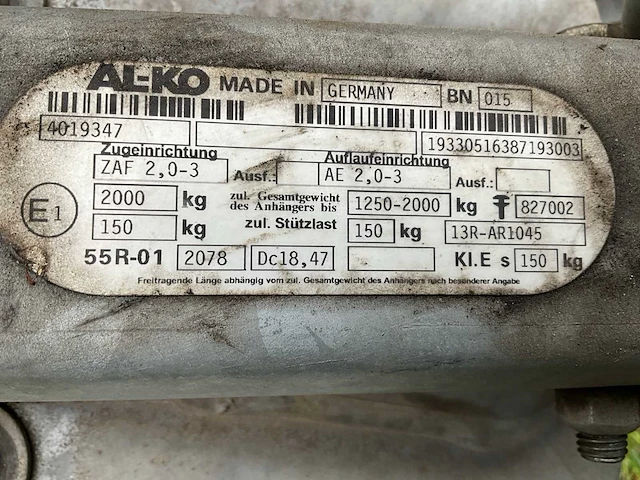 AL-KO MADE IN GERMANY BN 015
4019347 19330516387193003
Zugeinrichtung Auflaufeinrichtung
ZAF 2,0-3 Ausf.: AE 2,0-3 Ausf.:
E1 2000 kg zul. Gesamtgewicht des Anhängers bis 1250-2000 kg 827002
150 kg zul. Stützlast 150 kg 13R-AR1045
55R-01 2078 Dc18,47 Kl.E s 150 kg
Freitragende Länge abhängig vom zul. Gesamtgewicht des Anhängers nach besonderer Angabe